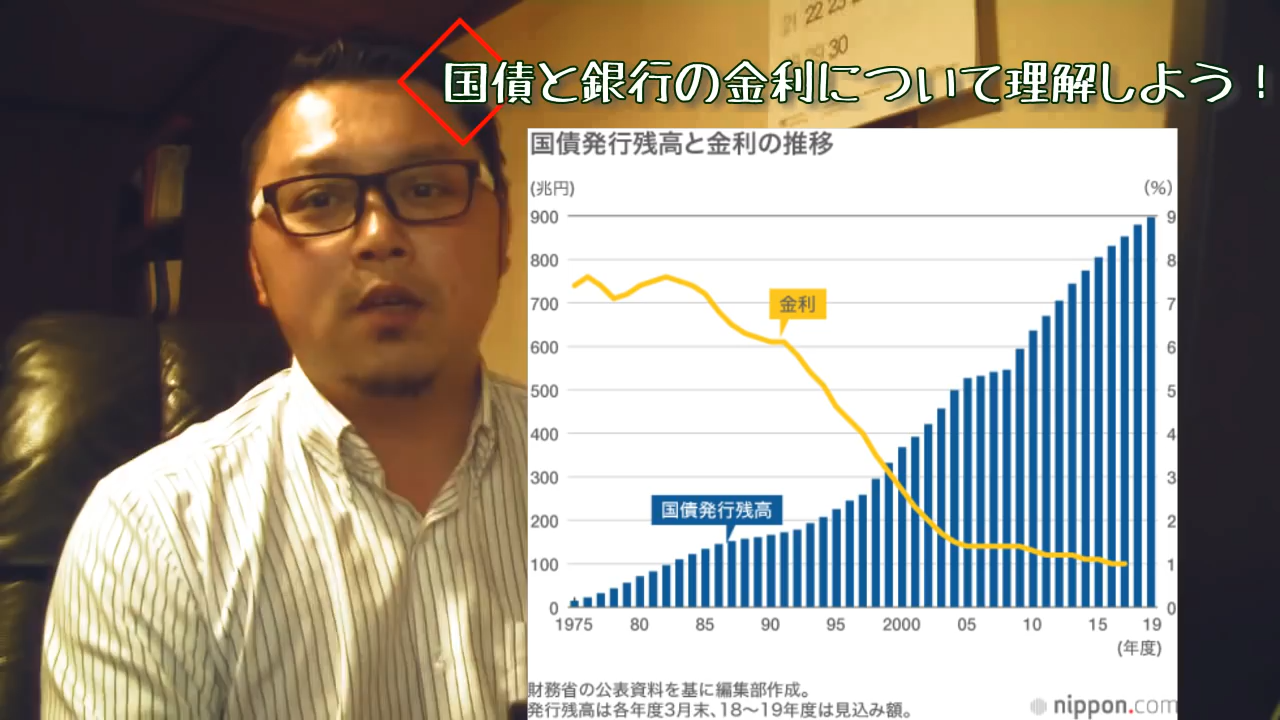 22 23
29 30
国債と銀行の金利について理解しよう！
国債発行残高と金利の推移
(兆円)
(%)
900
800
700
600
500
400
300
200
100
0
9
8
7
6
5
4
3
2
1
0
金利
国債発行残高
1975 80 85 90 95 2000 05 10 15 19
(年度)
財務省の公表資料を基に編集部作成。
発行残高は各年度3月末、18〜19年度は見込み額。
nippon.com